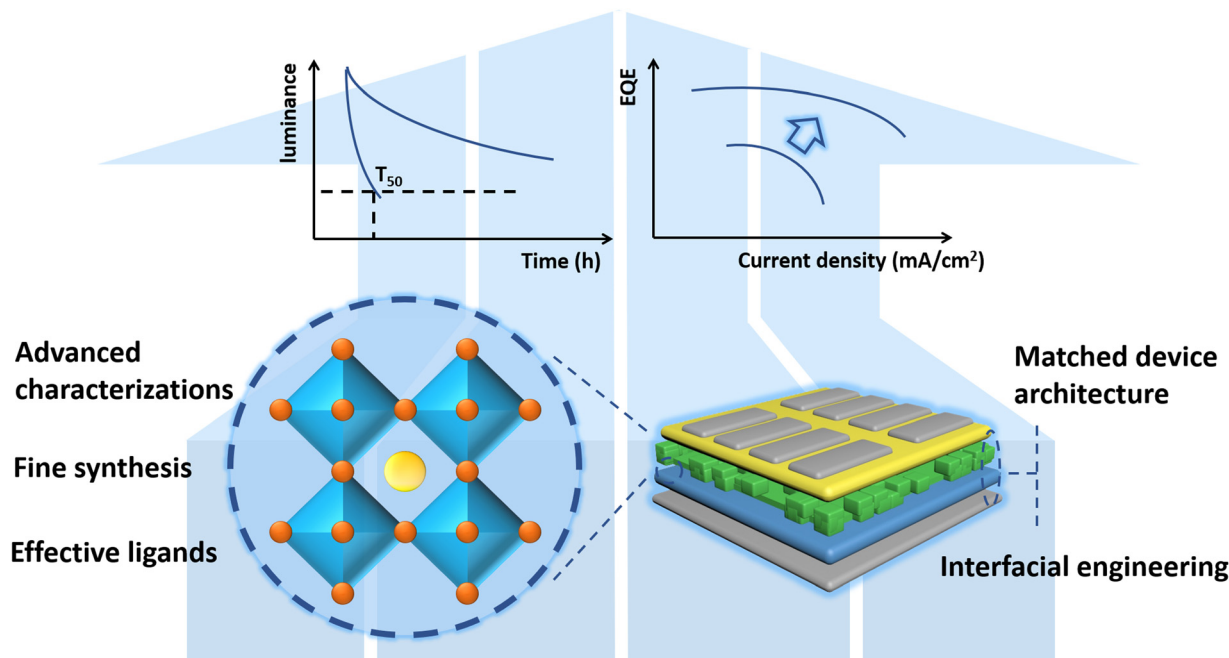 luminance
T₅₀
Time (h)
EQE
Current density (mA/cm²)
Advanced
characterizations
Fine synthesis
Effective ligands
Matched device
architecture
Interfacial engineering